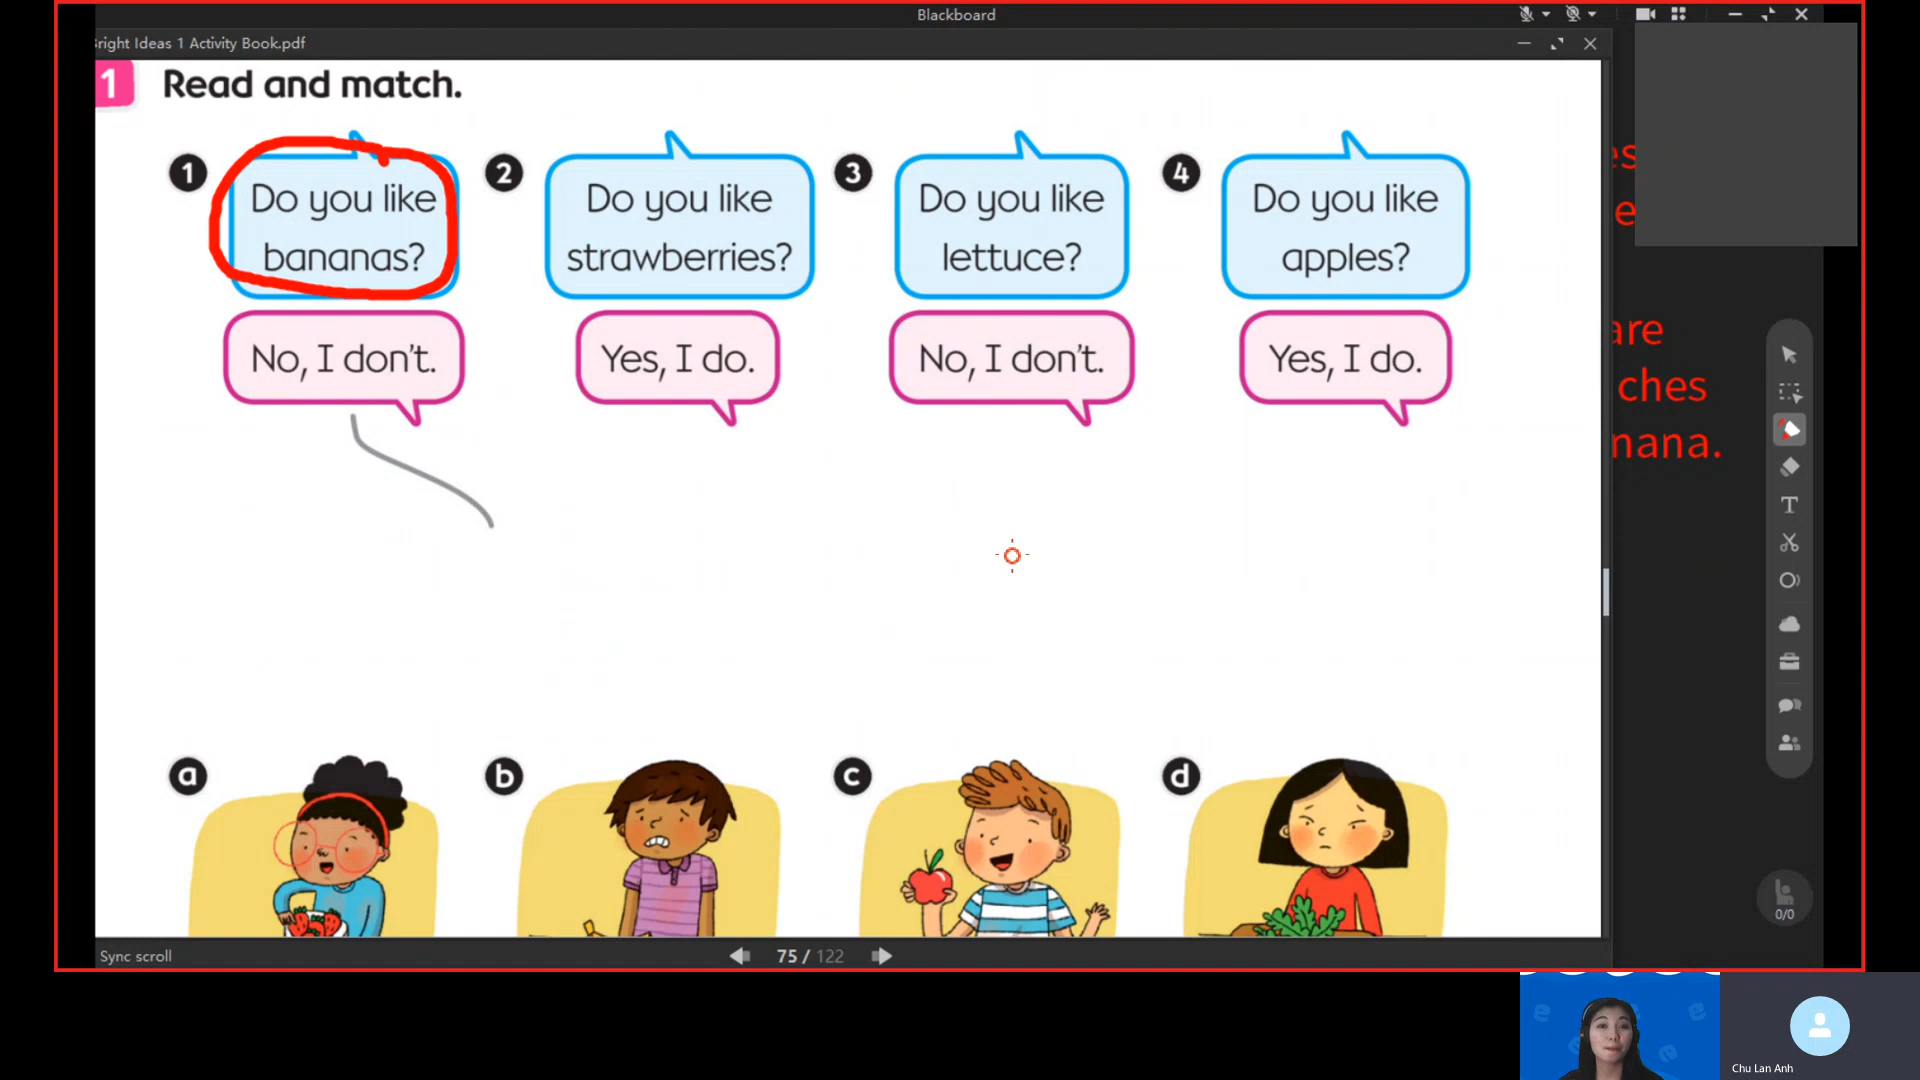 Blackboard
Bright Ideas 1 Activity Book.pdf
1 Read and match.
1 Do you like
bananas?
No, I don't.
2 Do you like
strawberries?
Yes, I do.
3 Do you like
lettuce?
No, I don't.
4 Do you like
apples?
Yes, I do.
are
ches
nana.
a
b
c
d
T
0/0
Sync scroll
75 / 122
Chu Lan Anh